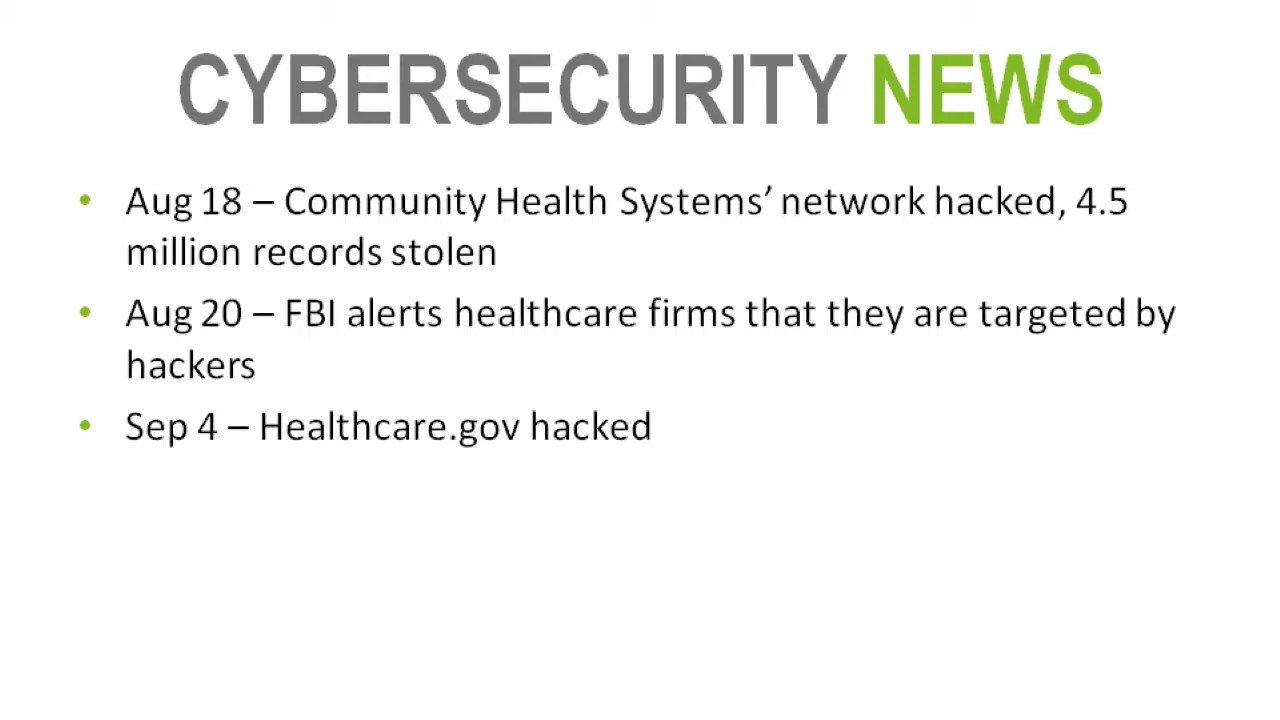 CYBERSECURITY NEWS
• Aug 18 – Community Health Systems’ network hacked, 4.5
million records stolen
• Aug 20 – FBI alerts healthcare firms that they are targeted by
hackers
• Sep 4 – Healthcare.gov hacked